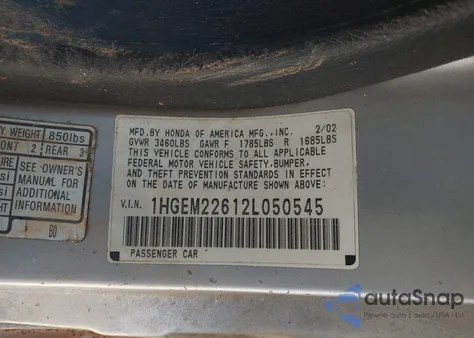 MFD.BY HONDA OF AMERICA MFG.,INC. 2/02
GVWR 3460LBS GAWR F 1785LBS R 1685LBS
THIS VEHICLE CONFORMS TO ALL APPLICABLE
FEDERAL MOTOR VEHICLE SAFETY,BUMPER,
AND THEFT PREVENTION STANDARDS IN EFFECT
ON THE DATE OF MANUFACTURE SHOWN ABOVE:
V.I.N. 1HGEM22612L050545
PASSENGER CAR
WEIGHT 850lbs
2 REAR 3
SEE OWNER'S
MANUAL FOR
ADDITIONAL
INFORMATION
autoSnap